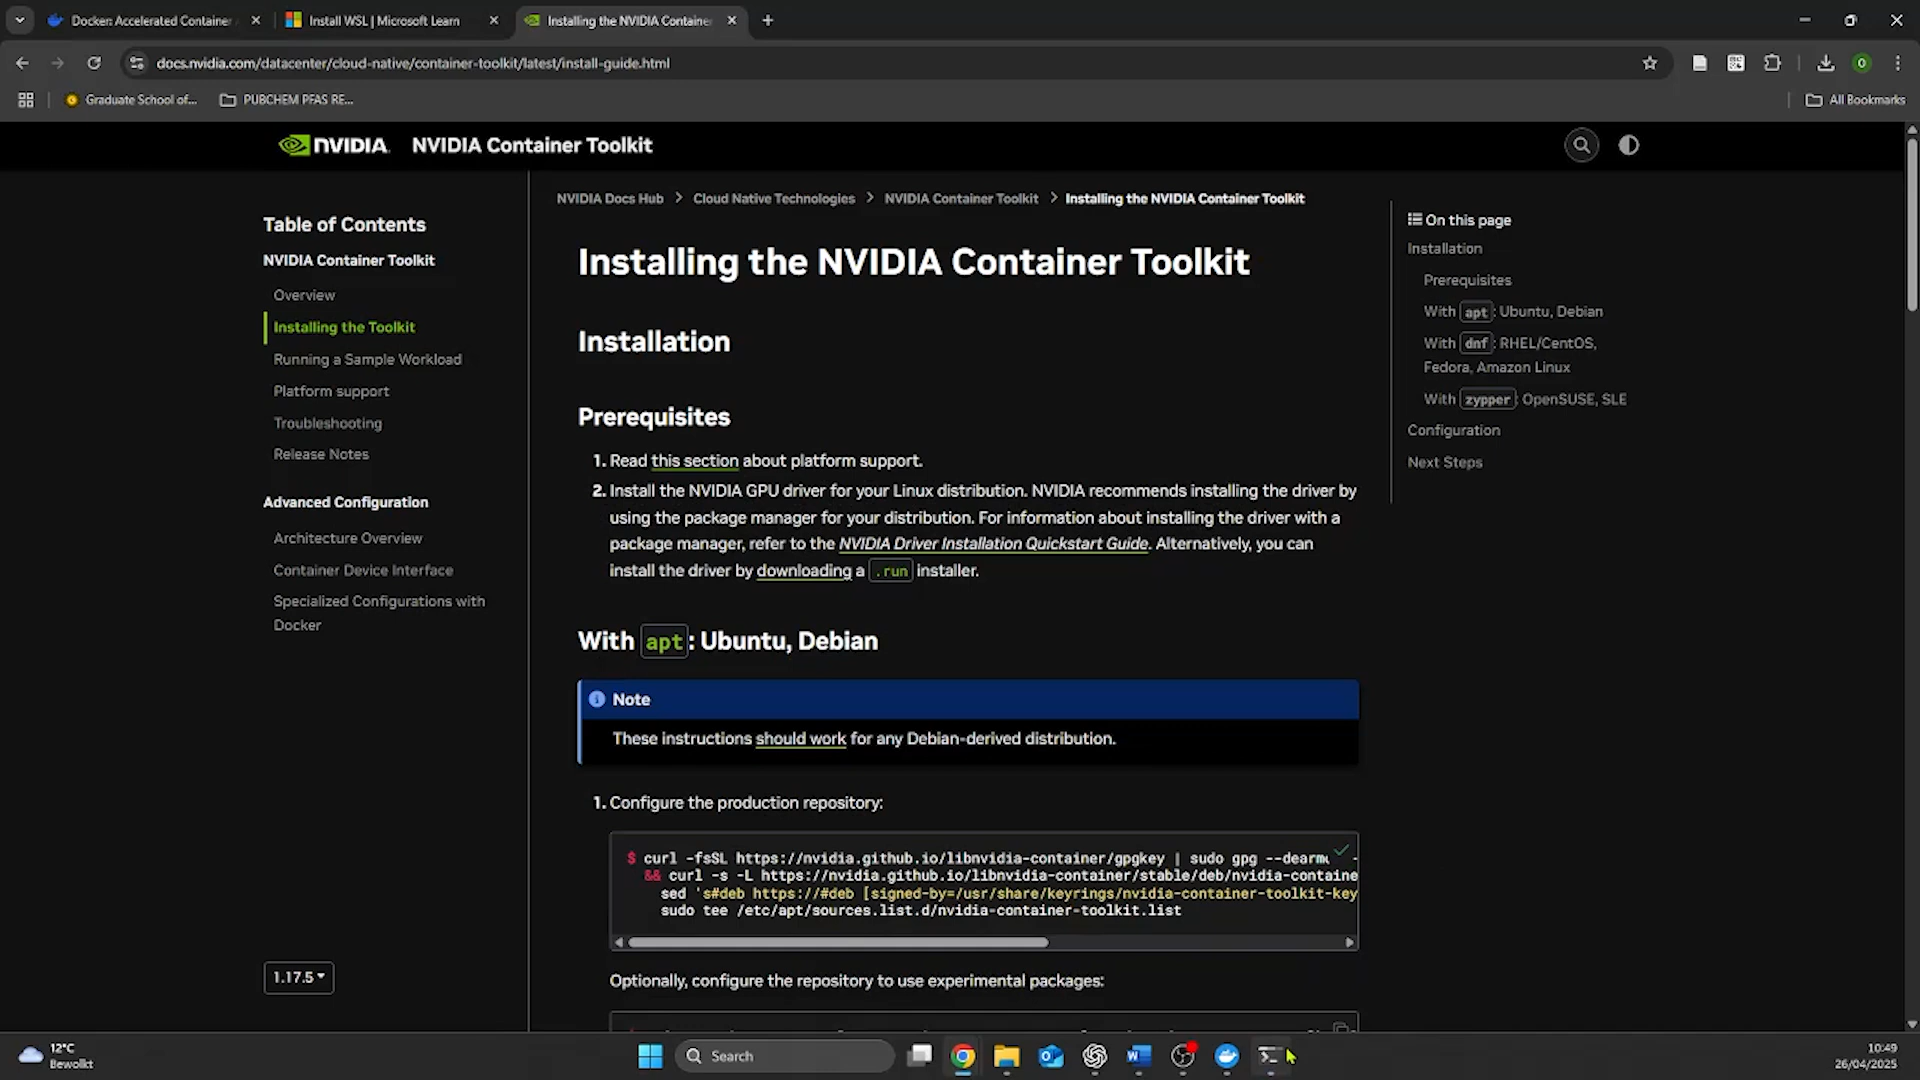 Docker: Accelerated Container
Install WSL | Microsoft Learn
Installing the NVIDIA Containe
docs.nvidia.com/datacenter/cloud-native/container-toolkit/latest/install-guide.html
O
Graduate School of...
PUBCHEM PFAS RE...
All Bookmarks
NVIDIA
NVIDIA Container Toolkit
Table of Contents
NVIDIA Container Toolkit
Overview
Installing the Toolkit
Running a Sample Workload
Platform support
Troubleshooting
Release Notes
Advanced Configuration
Architecture Overview
Container Device Interface
Specialized Configurations with
Docker
1.17.5
NVIDIA Docs Hub > Cloud Native Technologies > NVIDIA Container Toolkit > Installing the NVIDIA Container Toolkit
Installing the NVIDIA Container Toolkit
Installation
Prerequisites
1. Read this section about platform support.
2. Install the NVIDIA GPU driver for your Linux distribution. NVIDIA recommends installing the driver by
using the package manager for your distribution. For information about installing the driver with a
package manager, refer to the NVIDIA Driver Installation Quickstart Guide. Alternatively, you can
install the driver by downloading a .run installer.
With apt: Ubuntu, Debian
Note
These instructions should work for any Debian-derived distribution.
1. Configure the production repository:
$ curl -fsSL https://nvidia.github.io/libnvidia-container/gpgkey | sudo gpg --dearm
&& curl -s -L https://nvidia.github.io/libnvidia-container/stable/deb/nvidia-containe
sed 's#deb https://#deb [signed-by=/usr/share/keyrings/nvidia-container-toolkit-key
sudo tee /etc/apt/sources.list.d/nvidia-container-toolkit.list
Optionally, configure the repository to use experimental packages:
On this page
Installation
Prerequisites
With apt: Ubuntu, Debian
With dnf: RHEL/CentOS,
Fedora, Amazon Linux
With zypper: OpenSUSE, SLE
Configuration
Next Steps
12°C
Bewolkt
Search
10:49
26/04/2025